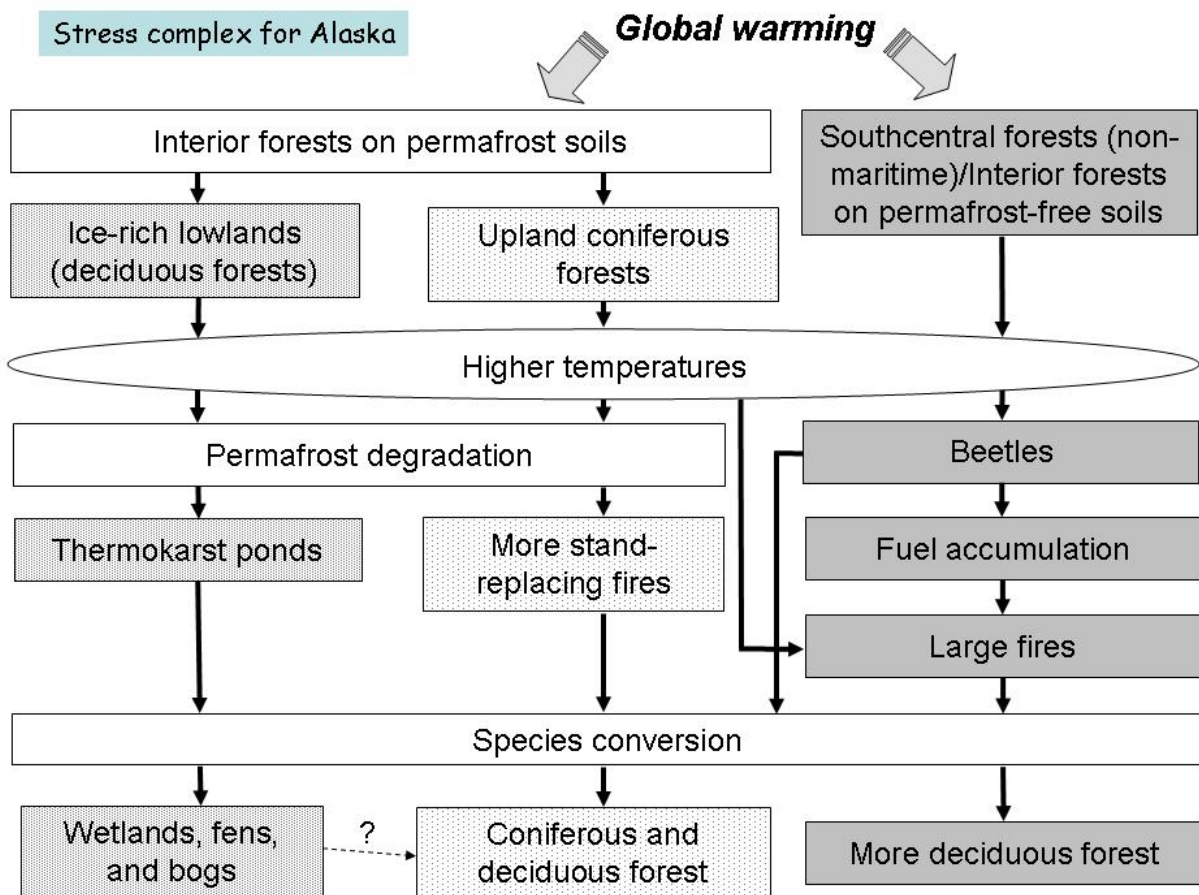 Stress complex for Alaska
Global warming
Interior forests on permafrost soils
Southcentral forests (non-
maritime)/Interior forests
on permafrost-free soils
Ice-rich lowlands
(deciduous forests)
Upland coniferous
forests
Higher temperatures
Permafrost degradation
Beetles
Thermokarst ponds
More stand-
replacing fires
Fuel accumulation
Large fires
Species conversion
Wetlands, fens,
and bogs
?
Coniferous and
deciduous forest
More deciduous forest